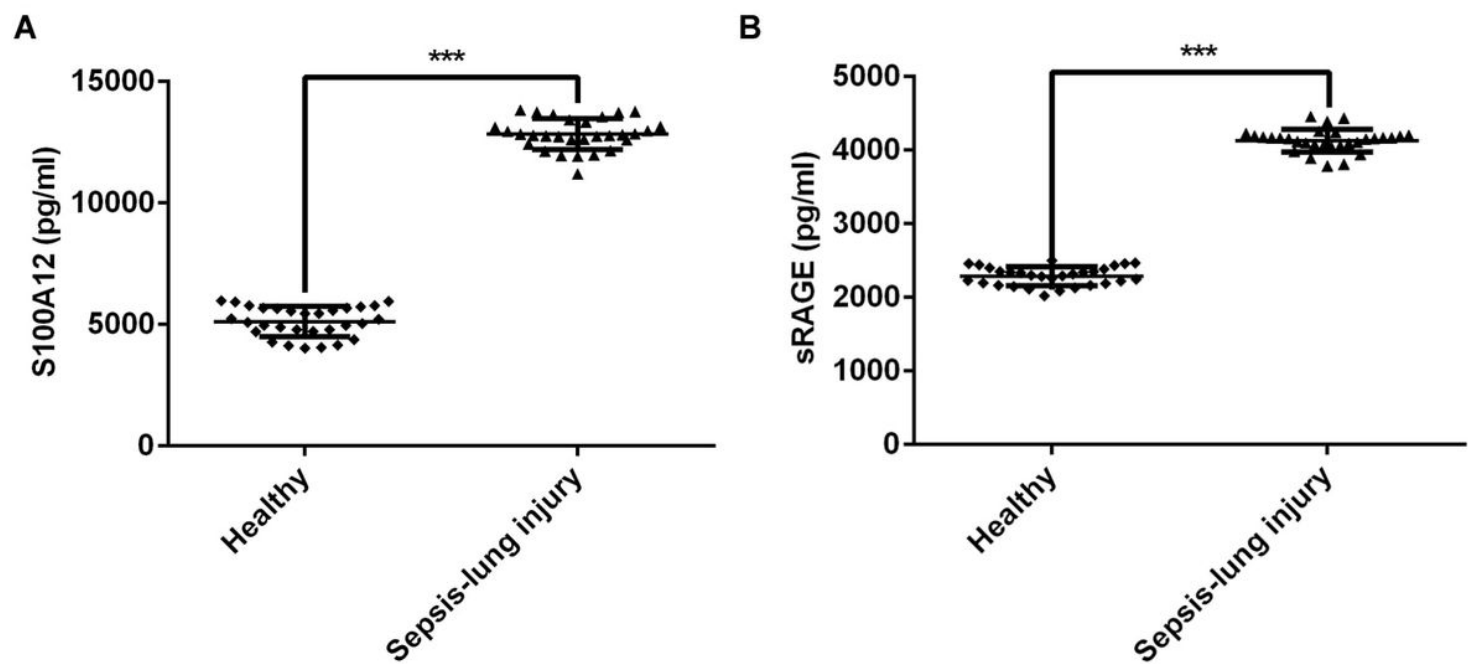 A
***
S100A12 (pg/ml)
15000
10000
5000
0
Healthy
Sepsis-lung injury
B
***
sRAGE (pg/ml)
5000
4000
3000
2000
1000
0
Healthy
Sepsis-lung injury